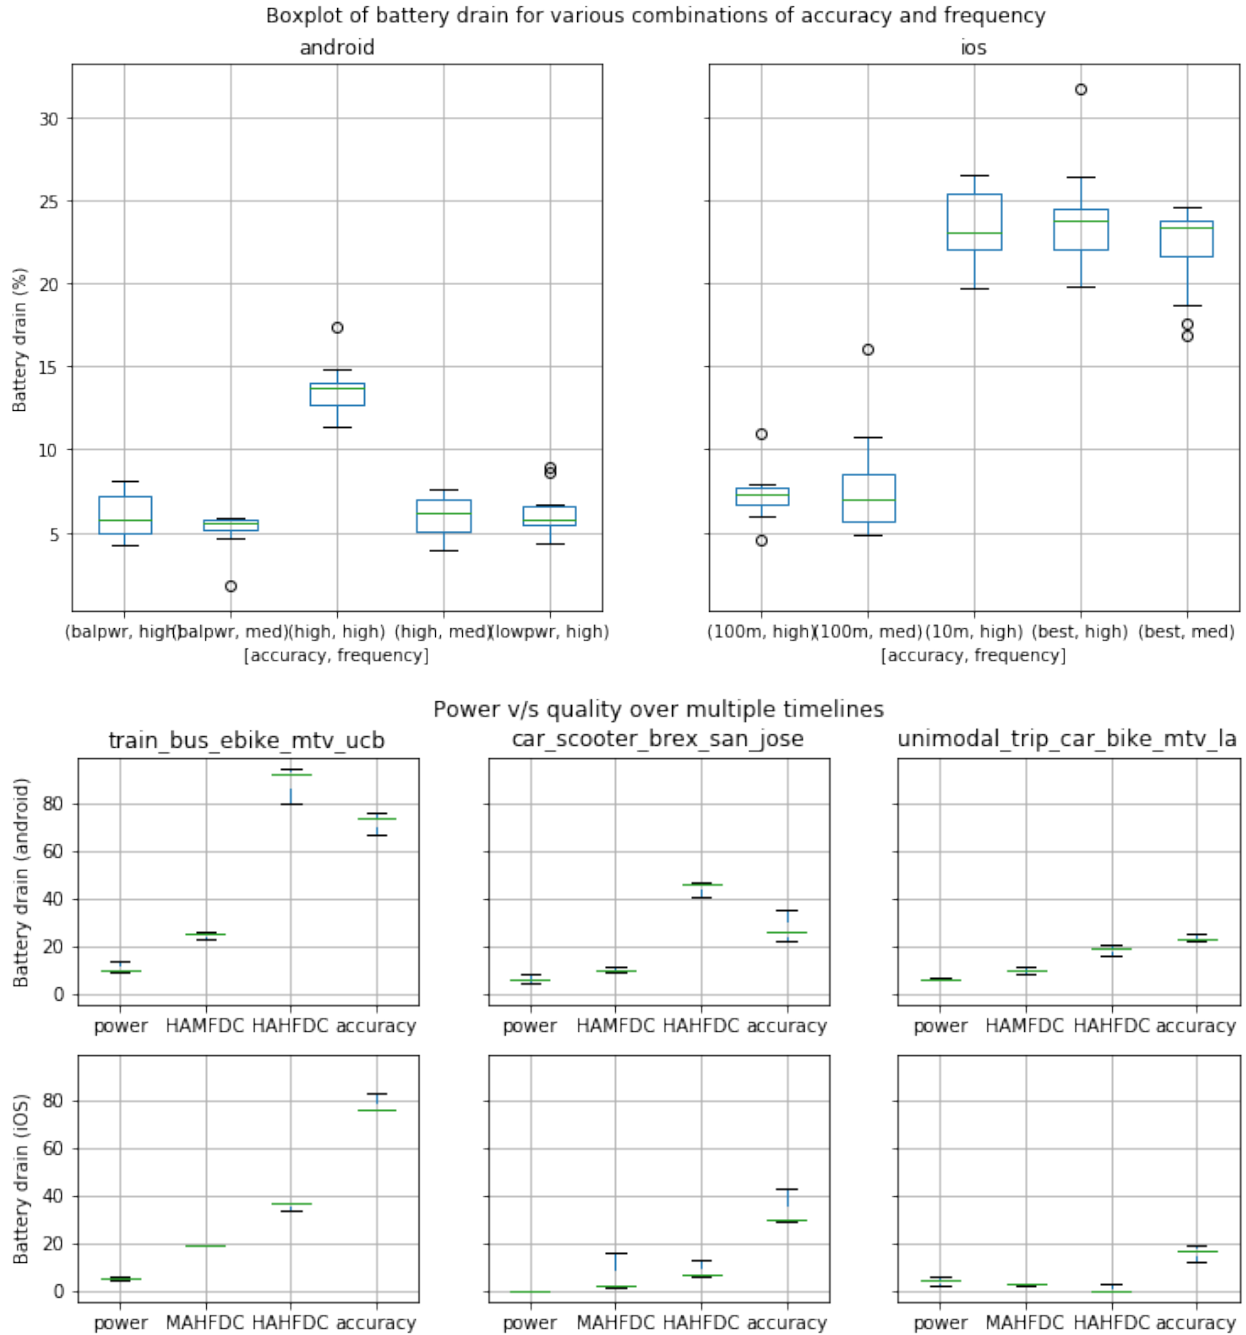 Boxplot of battery drain for various combinations of accuracy and frequency
android
ios
Battery drain (%)
30
25
20
15
10
5
(balpwr, high)
(balpwr, med)
(high, high)
(high, med)
(lowpwr, high)
[accuracy, frequency]
(100m, high)
(100m, med)
(10m, high)
(best, high)
(best, med)
[accuracy, frequency]
Power v/s quality over multiple timelines
train_bus_ebike_mtv_ucb
car_scooter_brex_san_jose
unimodal_trip_car_bike_mtv_la
Battery drain (android)
80
60
40
20
0
power HAMFDC HAHFDC accuracy
power HAMFDC HAHFDC accuracy
power HAMFDC HAHFDC accuracy
Battery drain (iOS)
80
60
40
20
0
power MAHFDC HAHFDC accuracy
power MAHFDC HAHFDC accuracy
power MAHFDC HAHFDC accuracy